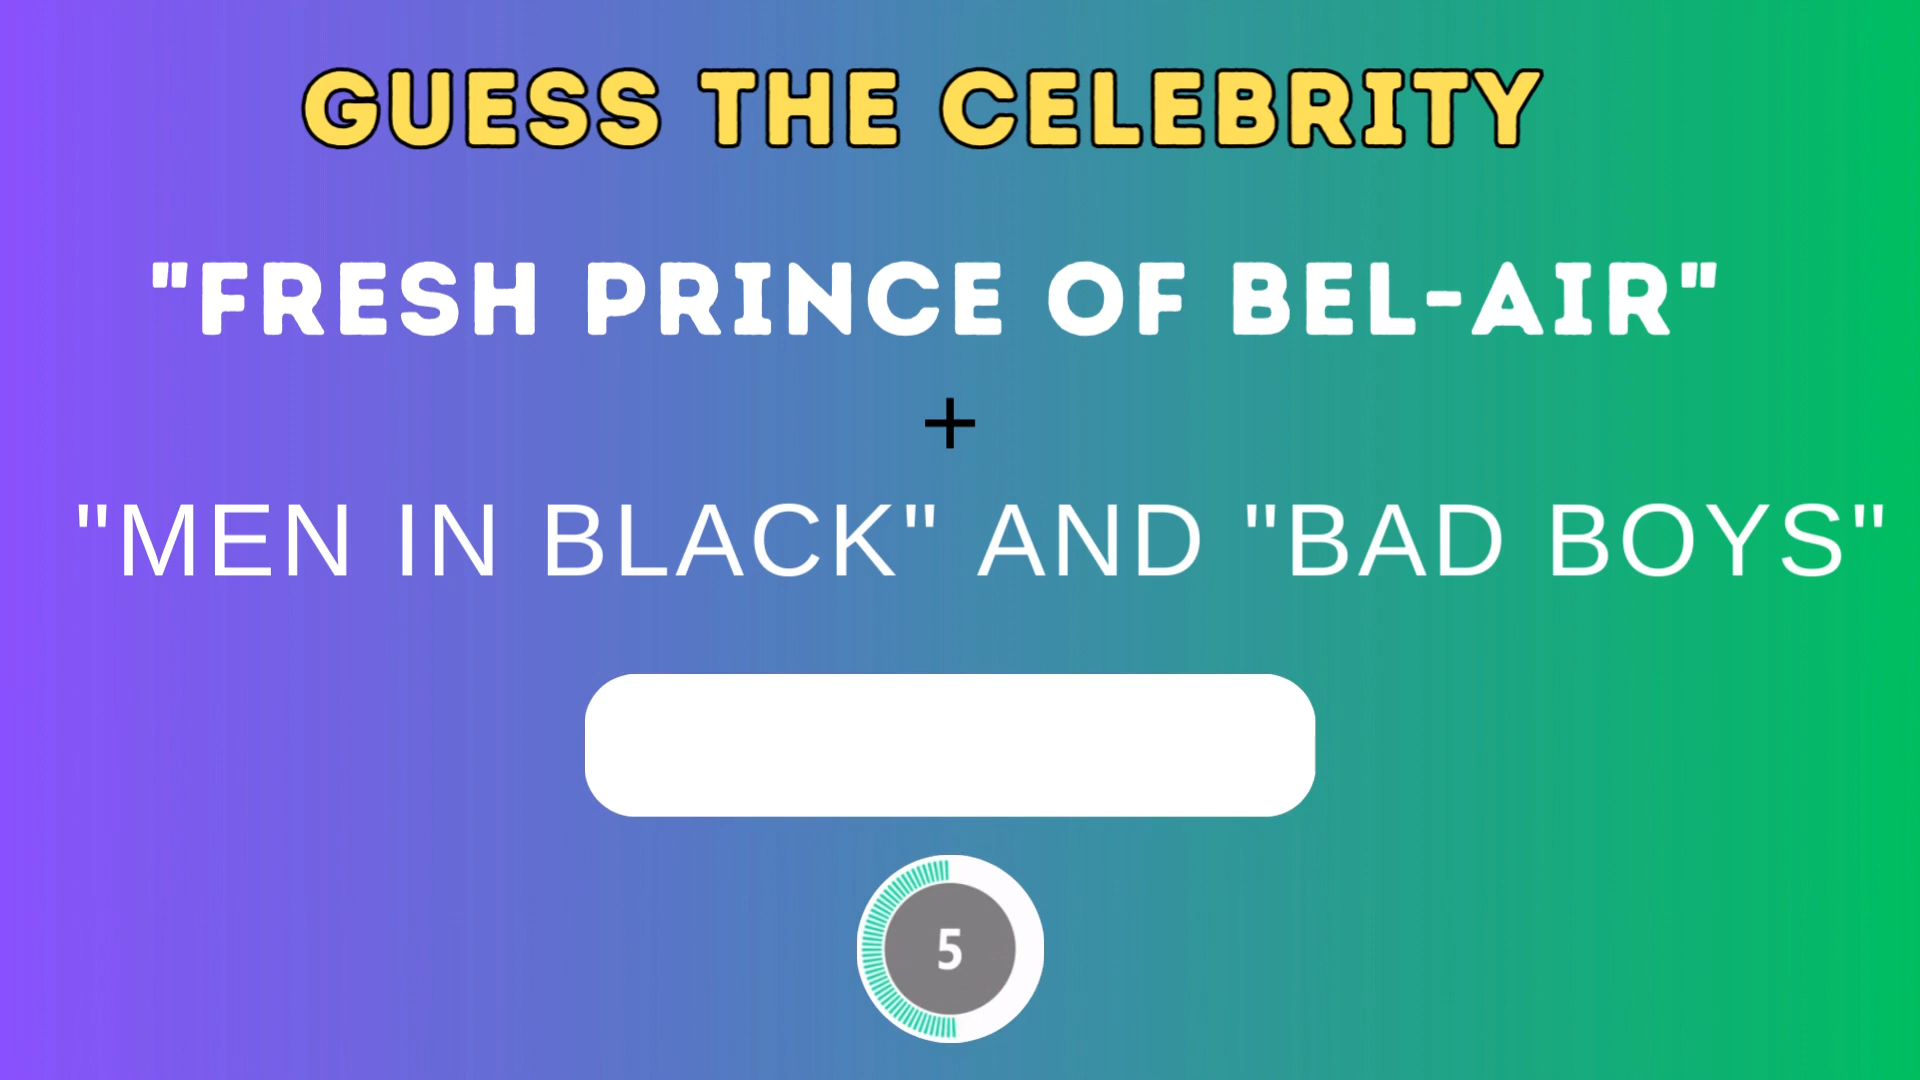 GUESS THE CELEBRITY
"FRESH PRINCE OF BEL-AIR"
+
"MEN IN BLACK" AND "BAD BOYS"
5